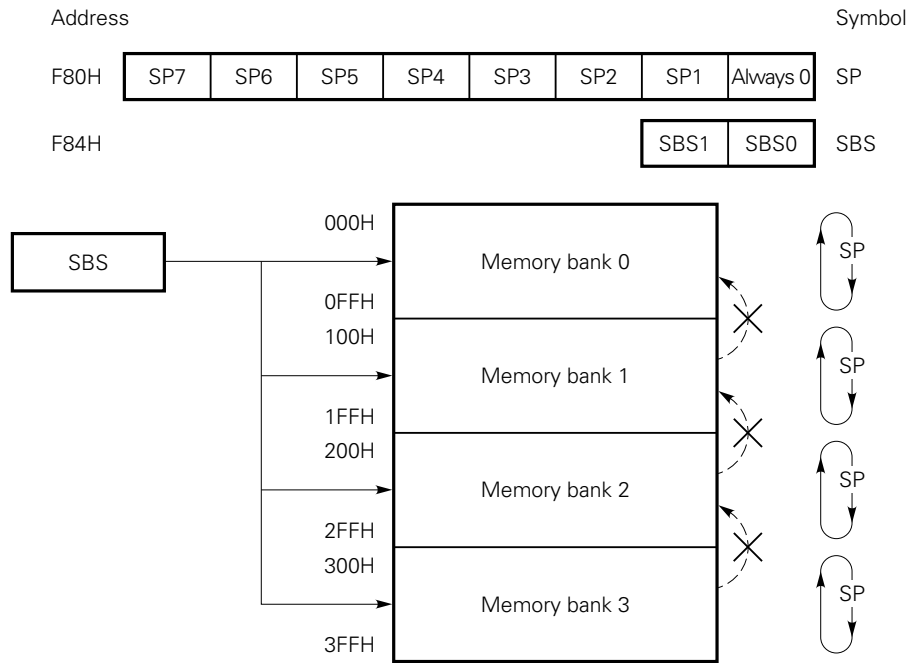 Address Symbol
F80H SP7 SP6 SP5 SP4 SP3 SP2 SP1 Always 0 SP
F84H SBS1 SBS0 SBS
000H
SBS Memory bank 0 SP
0FFH
100H
Memory bank 1 SP
1FFH
200H
Memory bank 2 SP
2FFH
300H
Memory bank 3 SP
3FFH